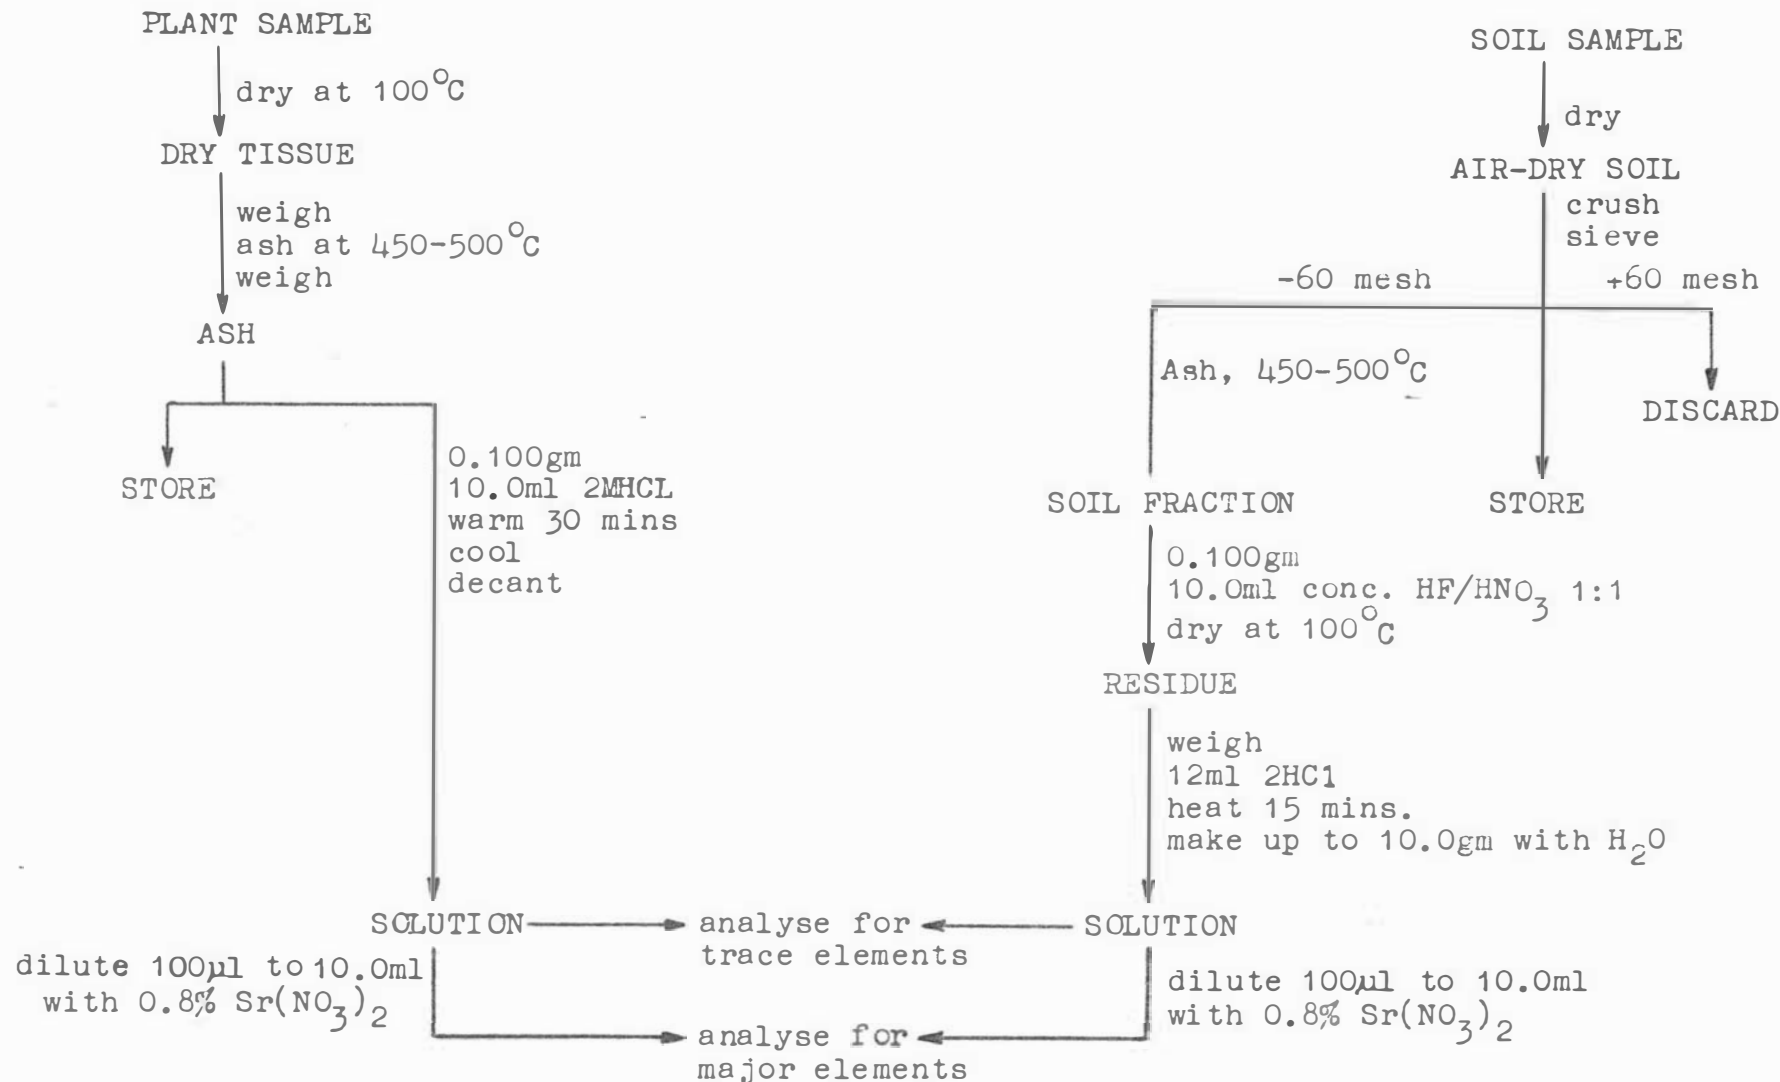 PLANT SAMPLE
dry at 100°C
DRY TISSUE
weigh
ash at 450-500°C
weigh
ASH
STORE
0.100gm
10.0ml 2MHCL
warm 30 mins
cool
decant
SOLUTION
dilute 100µl to 10.0ml
with 0.8% Sr(NO₃)₂
analyse for
trace elements
analyse for
major elements
SOIL SAMPLE
dry
AIR-DRY SOIL
crush
sieve
-60 mesh
+60 mesh
Ash, 450-500°C
DISCARD
SOIL FRACTION
STORE
0.100gm
10.0ml conc. HF/HNO₃ 1:1
dry at 100°C
RESIDUE
weigh
12ml 2HCl
heat 15 mins.
make up to 10.0gm with H₂O
SOLUTION
dilute 100µl to 10.0ml
with 0.8% Sr(NO₃)₂